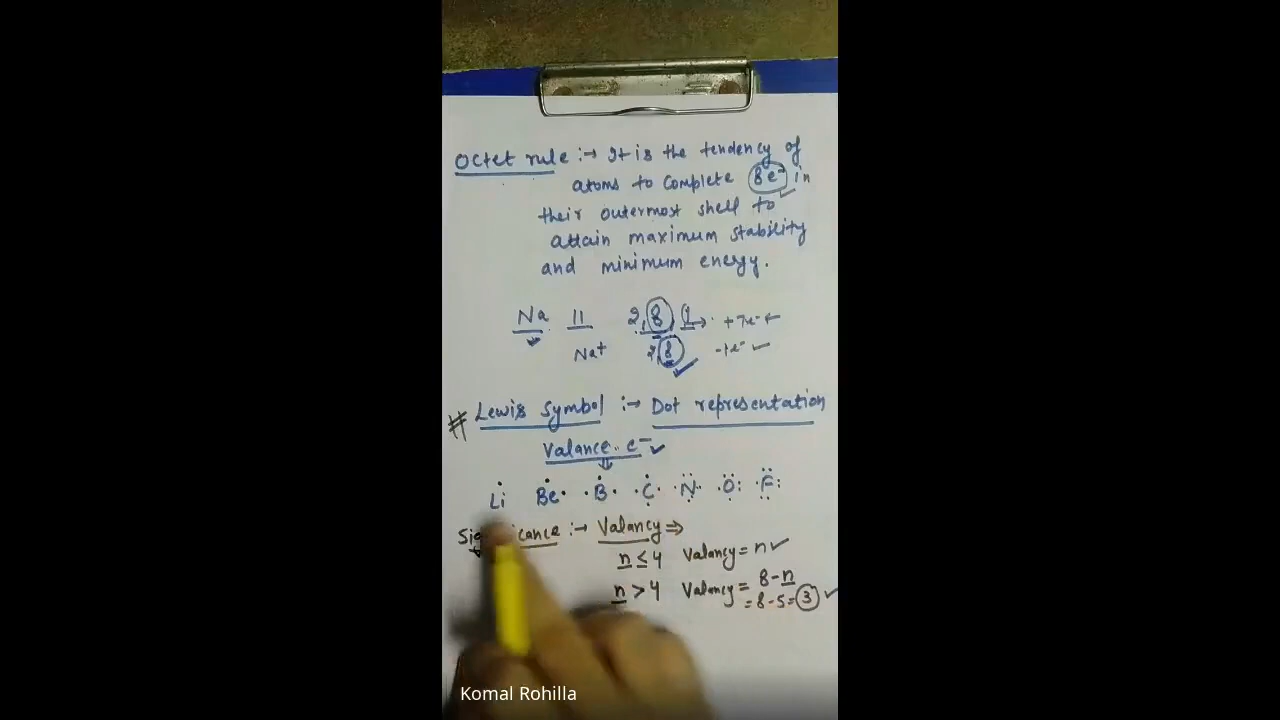 Octet rule :→ It is the tendency of
atoms to complete 8e⁻ in
their outermost shell to
attain maximum stability
and minimum energy.
Na 11 2,8,1 → +7e⁻ ←
Na⁺ 2,8 -1e⁻ ✓
# Lewis Symbol :→ Dot representation
Valance e⁻ ✓
Li Be B C N O F
:→ Valancy ⇒
n ≤ 4 Valancy = n ✓
n > 4 Valancy = 8-n
= 8-5 = 3 ✓
Komal Rohilla